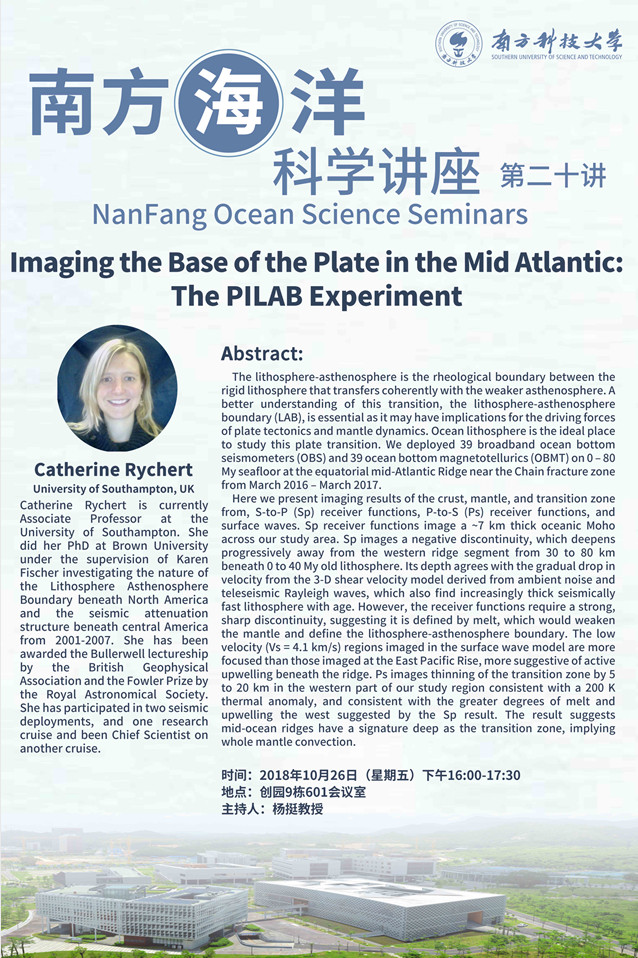 南方科技大学
SOUTHERN UNIVERSITY OF SCIENCE AND TECHNOLOGY
南方海洋
科学讲座 第二十讲
NanFang Ocean Science Seminars
Imaging the Base of the Plate in the Mid Atlantic:
The PILAB Experiment
Catherine Rychert
University of Southampton, UK
Catherine Rychert is currently
Associate Professor at the
University of Southampton. She
did her PhD at Brown University
under the supervision of Karen
Fischer investigating the nature of
the Lithosphere Asthenosphere
Boundary beneath North America
and the seismic attenuation
structure beneath central America
from 2001-2007. She has been
awarded the Bullerwell lectureship
by the British Geophysical
Association and the Fowler Prize by
the Royal Astronomical Society.
She has participated in two seismic
deployments, and one research
cruise and been Chief Scientist on
another cruise.
Abstract:
The lithosphere-asthenosphere is the rheological boundary between the
rigid lithosphere that transfers coherently with the weaker asthenosphere. A
better understanding of this transition, the lithosphere-asthenosphere
boundary (LAB), is essential as it may have implications for the driving forces
of plate tectonics and mantle dynamics. Ocean lithosphere is the ideal place
to study this plate transition. We deployed 39 broadband ocean bottom
seismometers (OBS) and 39 ocean bottom magnetotellurics (OBMT) on 0 – 80
My seafloor at the equatorial mid-Atlantic Ridge near the Chain fracture zone
from March 2016 – March 2017.
Here we present imaging results of the crust, mantle, and transition zone
from, S-to-P (Sp) receiver functions, P-to-S (Ps) receiver functions, and
surface waves. Sp receiver functions image a ~7 km thick oceanic Moho
across our study area. Sp images a negative discontinuity, which deepens
progressively away from the western ridge segment from 30 to 80 km
beneath 0 to 40 My old lithosphere. Its depth agrees with the gradual drop in
velocity from the 3-D shear velocity model derived from ambient noise and
teleseismic Rayleigh waves, which also find increasingly thick seismically
fast lithosphere with age. However, the receiver functions require a strong,
sharp discontinuity, suggesting it is defined by melt, which would weaken
the mantle and define the lithosphere-asthenosphere boundary. The low
velocity (Vs = 4.1 km/s) regions imaged in the surface wave model are more
focused than those imaged at the East Pacific Rise, more suggestive of active
upwelling beneath the ridge. Ps images thinning of the transition zone by 5
to 20 km in the western part of our study region consistent with a 200 K
thermal anomaly, and consistent with the greater degrees of melt and
upwelling the west suggested by the Sp result. The result suggests
mid-ocean ridges have a signature deep as the transition zone, implying
whole mantle convection.
时间：2018年10月26日（星期五）下午16:00-17:30
地点：创园9栋601会议室
主持人：杨挺教授